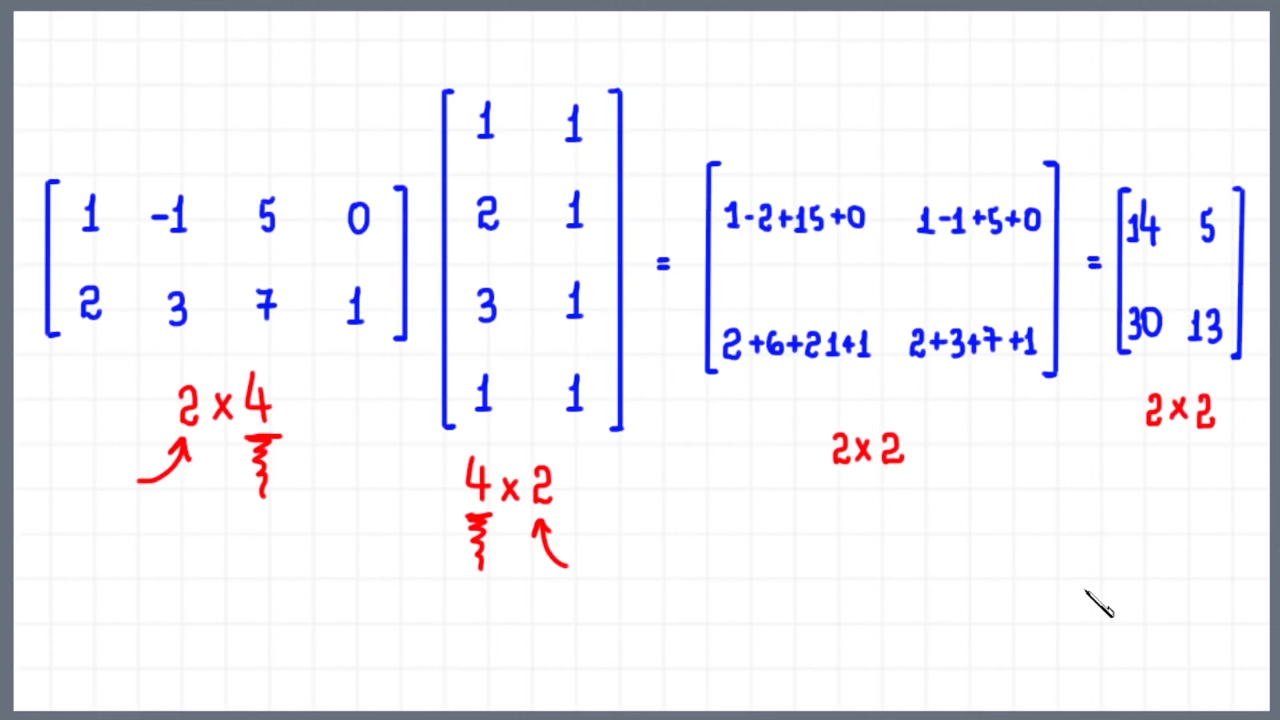 [ 1 -1 5 0 ] [ 1 1 ] = [ 1-2+15+0 1-1+5+0 ] = [ 14 5 ]
[ 2 3 7 1 ] [ 2 1 ] [ 2+6+21+1 2+3+7+1 ] [ 30 13 ]
[ 3 1 ]
[ 1 1 ]
2 × 4
4 × 2
2 × 2
2 × 2